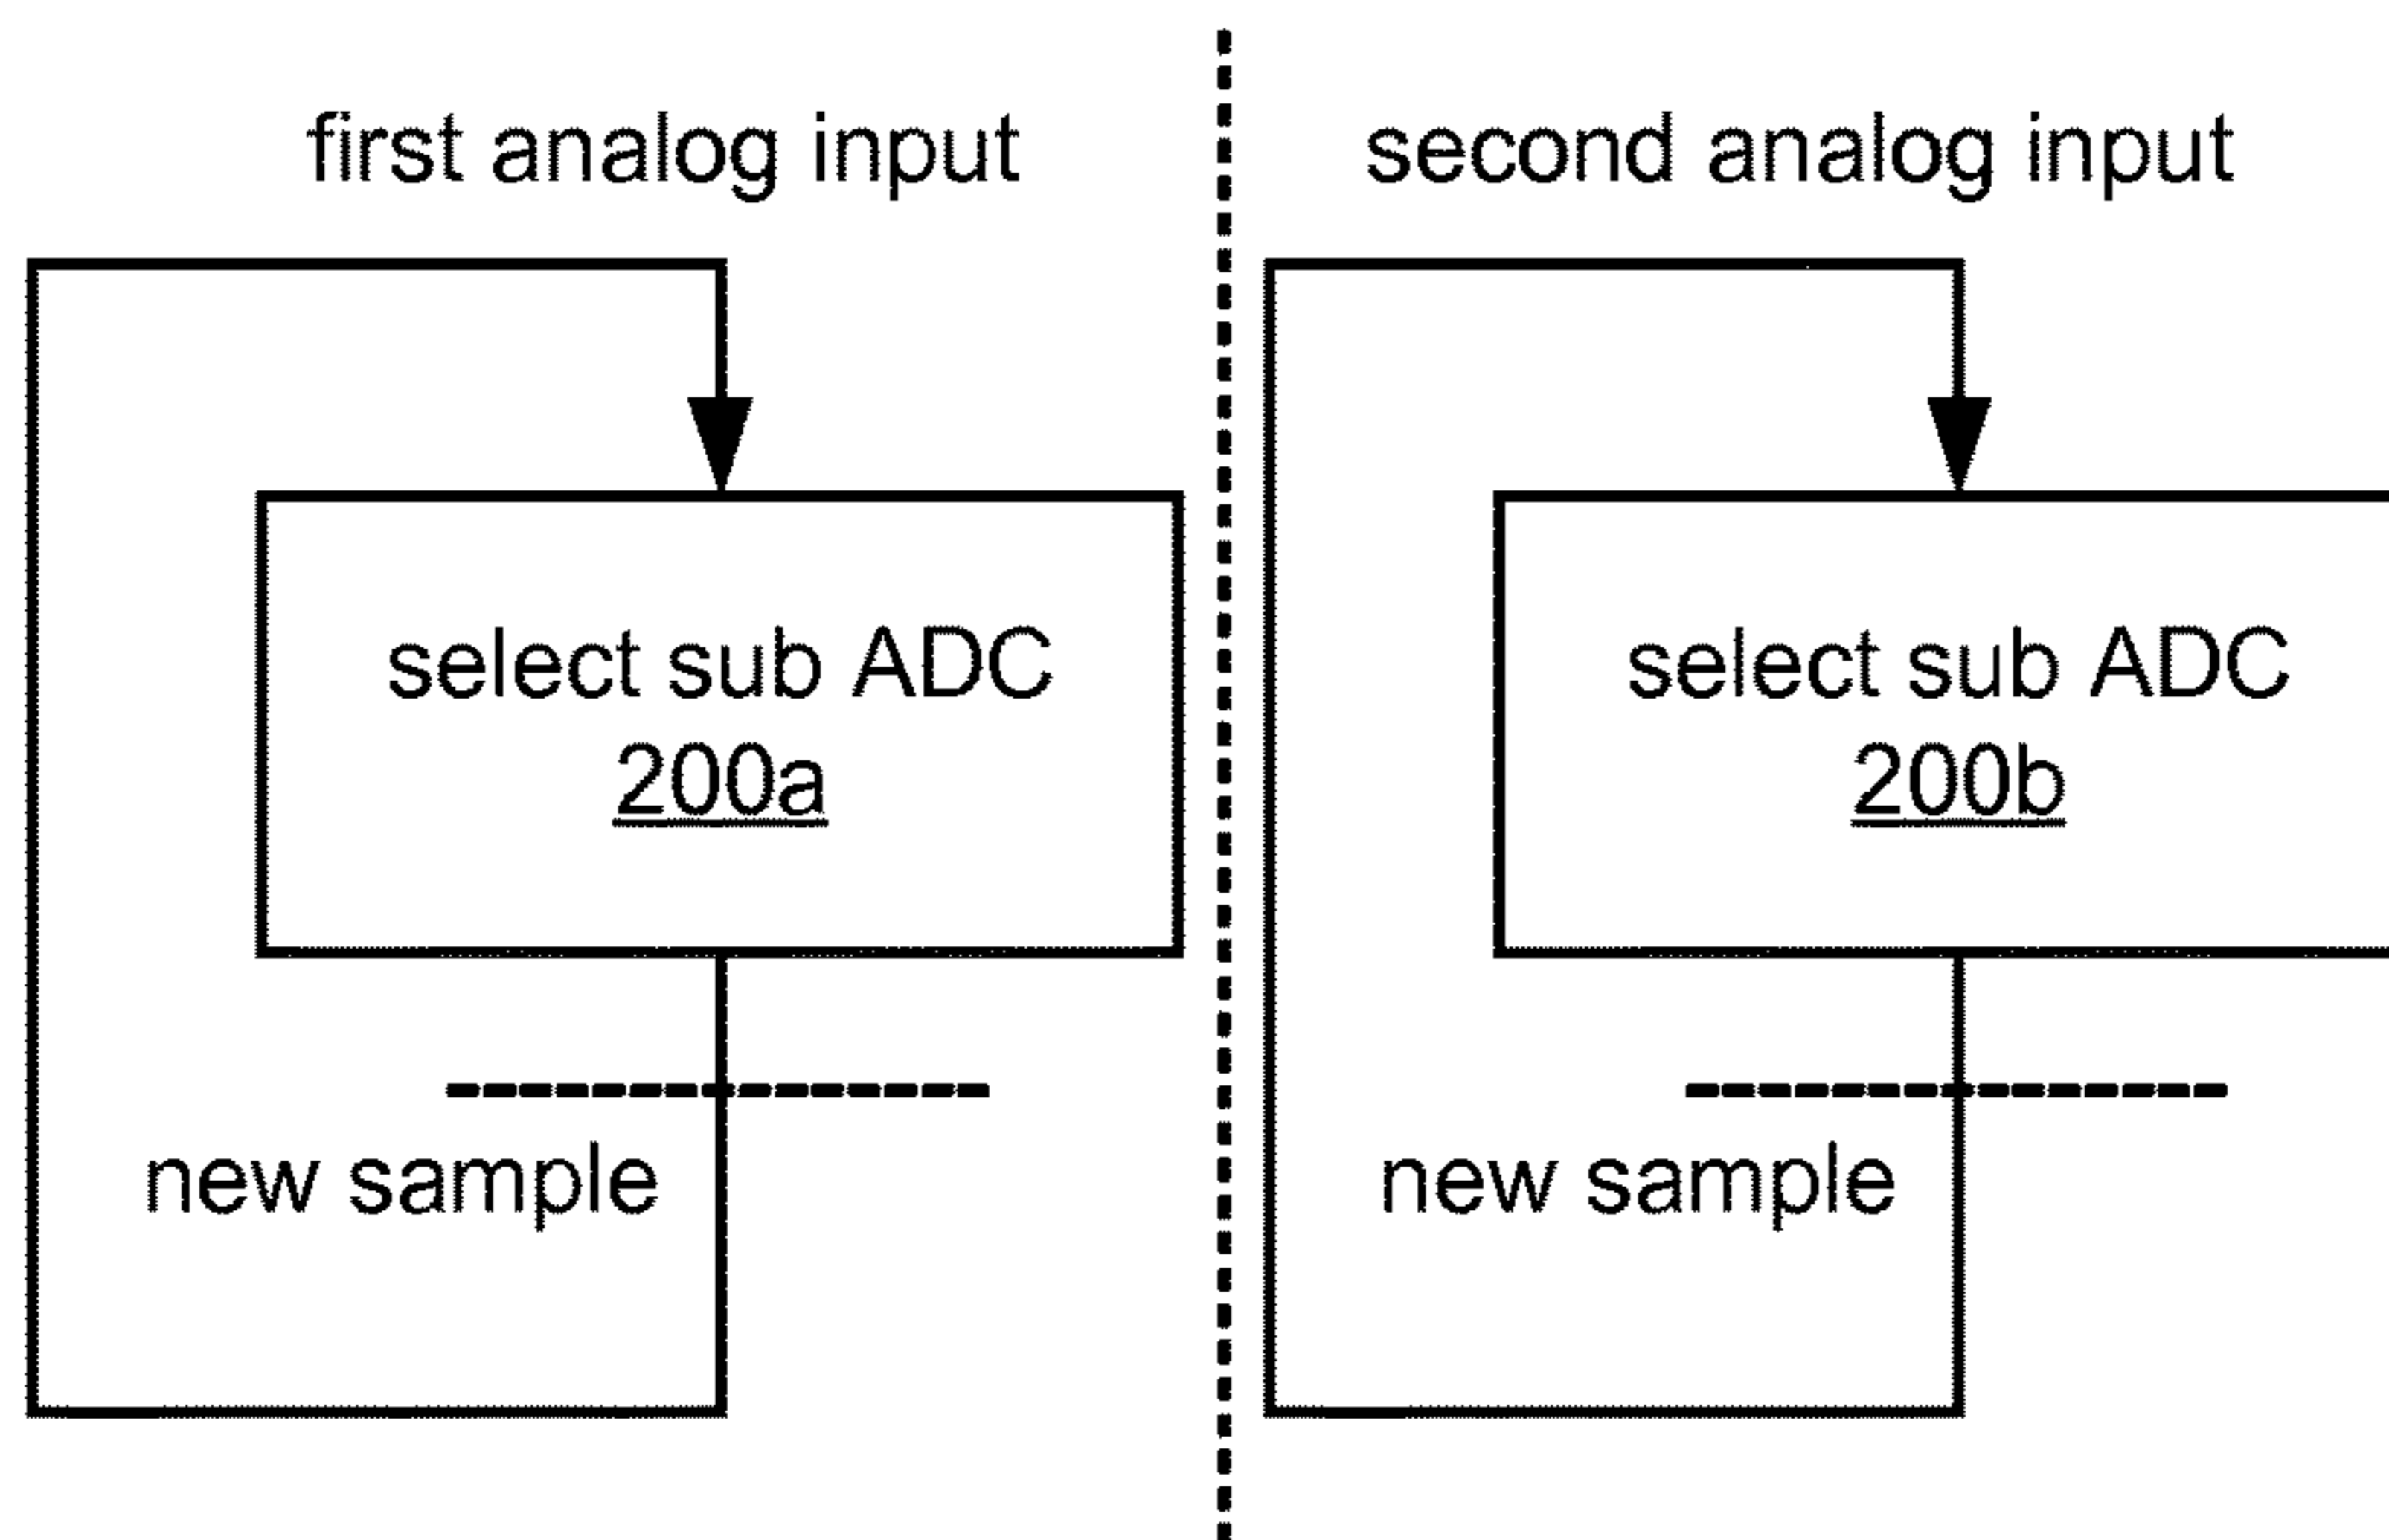 first analog input
select sub ADC
200a
new sample
second analog input
select sub ADC
200b
new sample